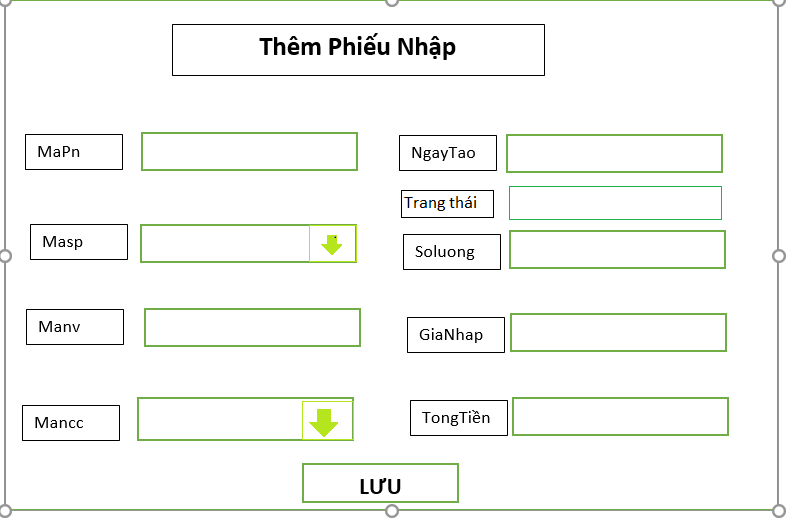 Thêm Phiếu Nhập
MaPn
NgayTao
Trang thái
Masp
Soluong
Manv
GiaNhap
Mancc
TongTiền
LƯU